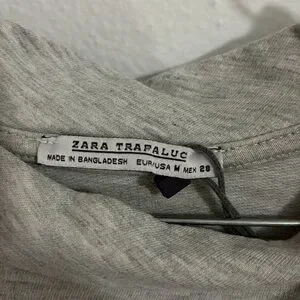 ZARA TRAFALUC
MADE IN BANGLADESH EUR/USA M MEX 28